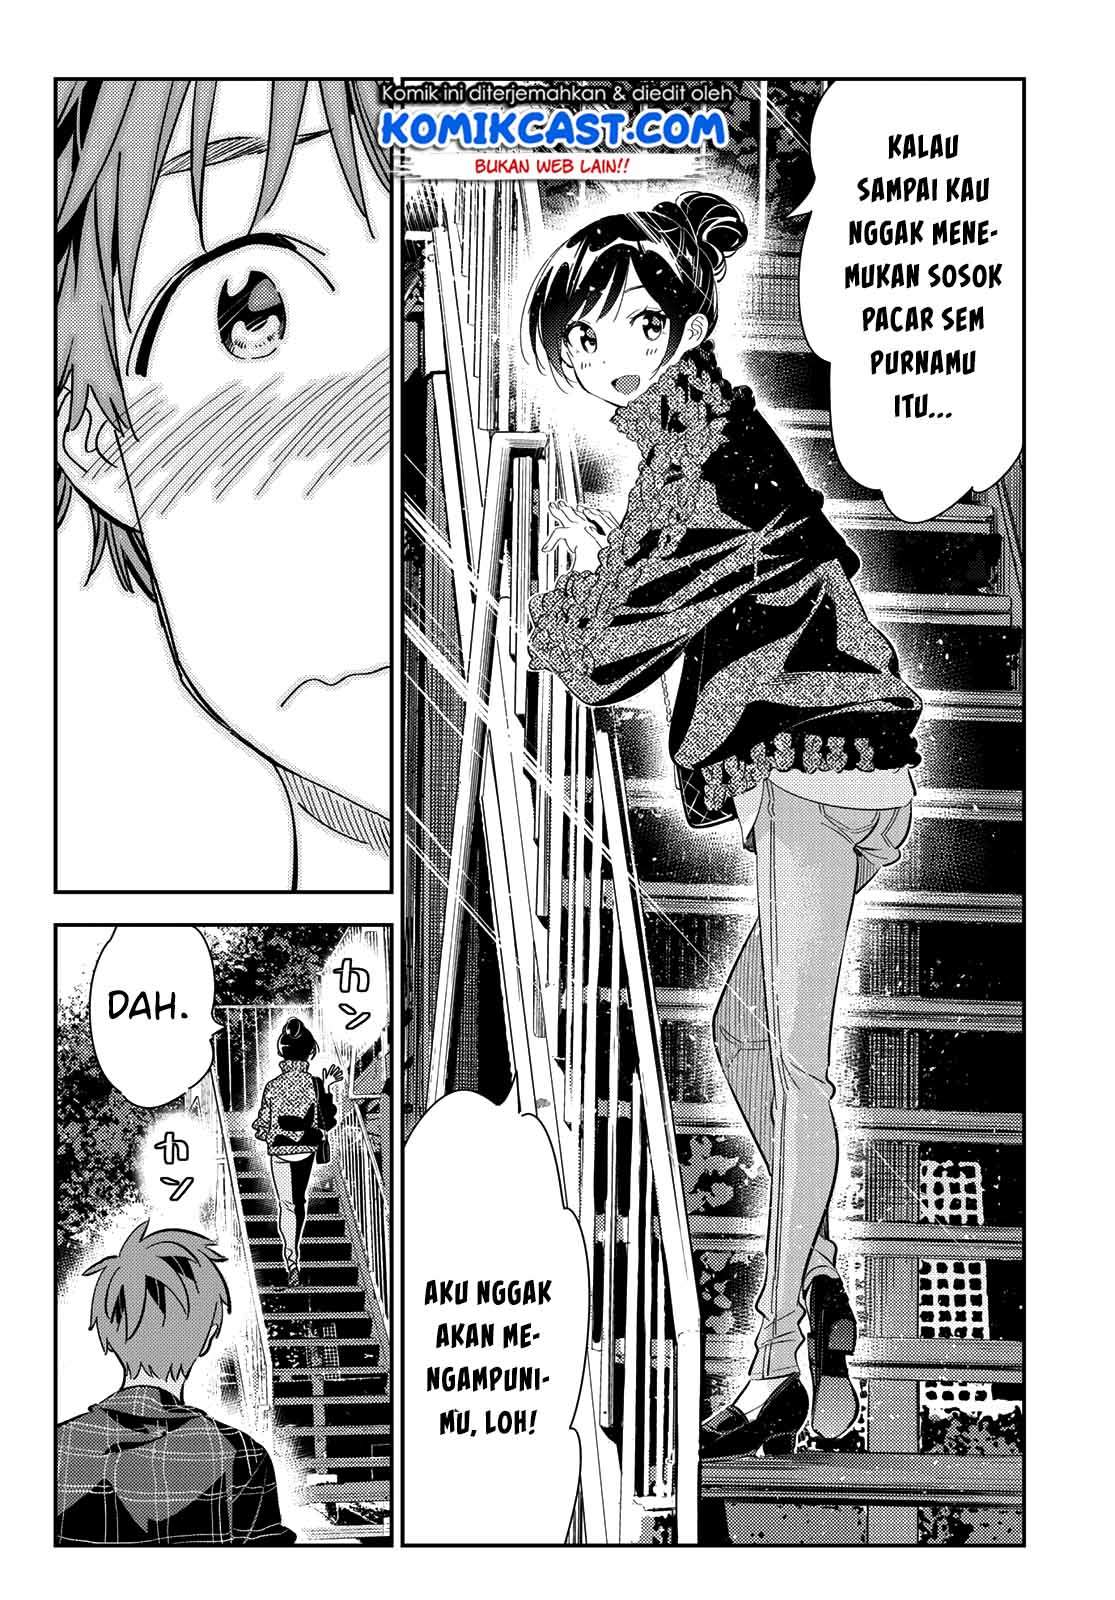 Komik ini diterjemahkan & diedit oleh
KOMIKCAST.COM
BUKAN WEB LAIN!!
KALAU
SAMPAI KAU
NGGAK MENE-
MUKAN SOSOK
PACAR SEM
PURNAMU
ITU...
AKU NGGAK
AKAN ME-
NGAMPUNI-
MU, LOH!
カン
DAH.
カン